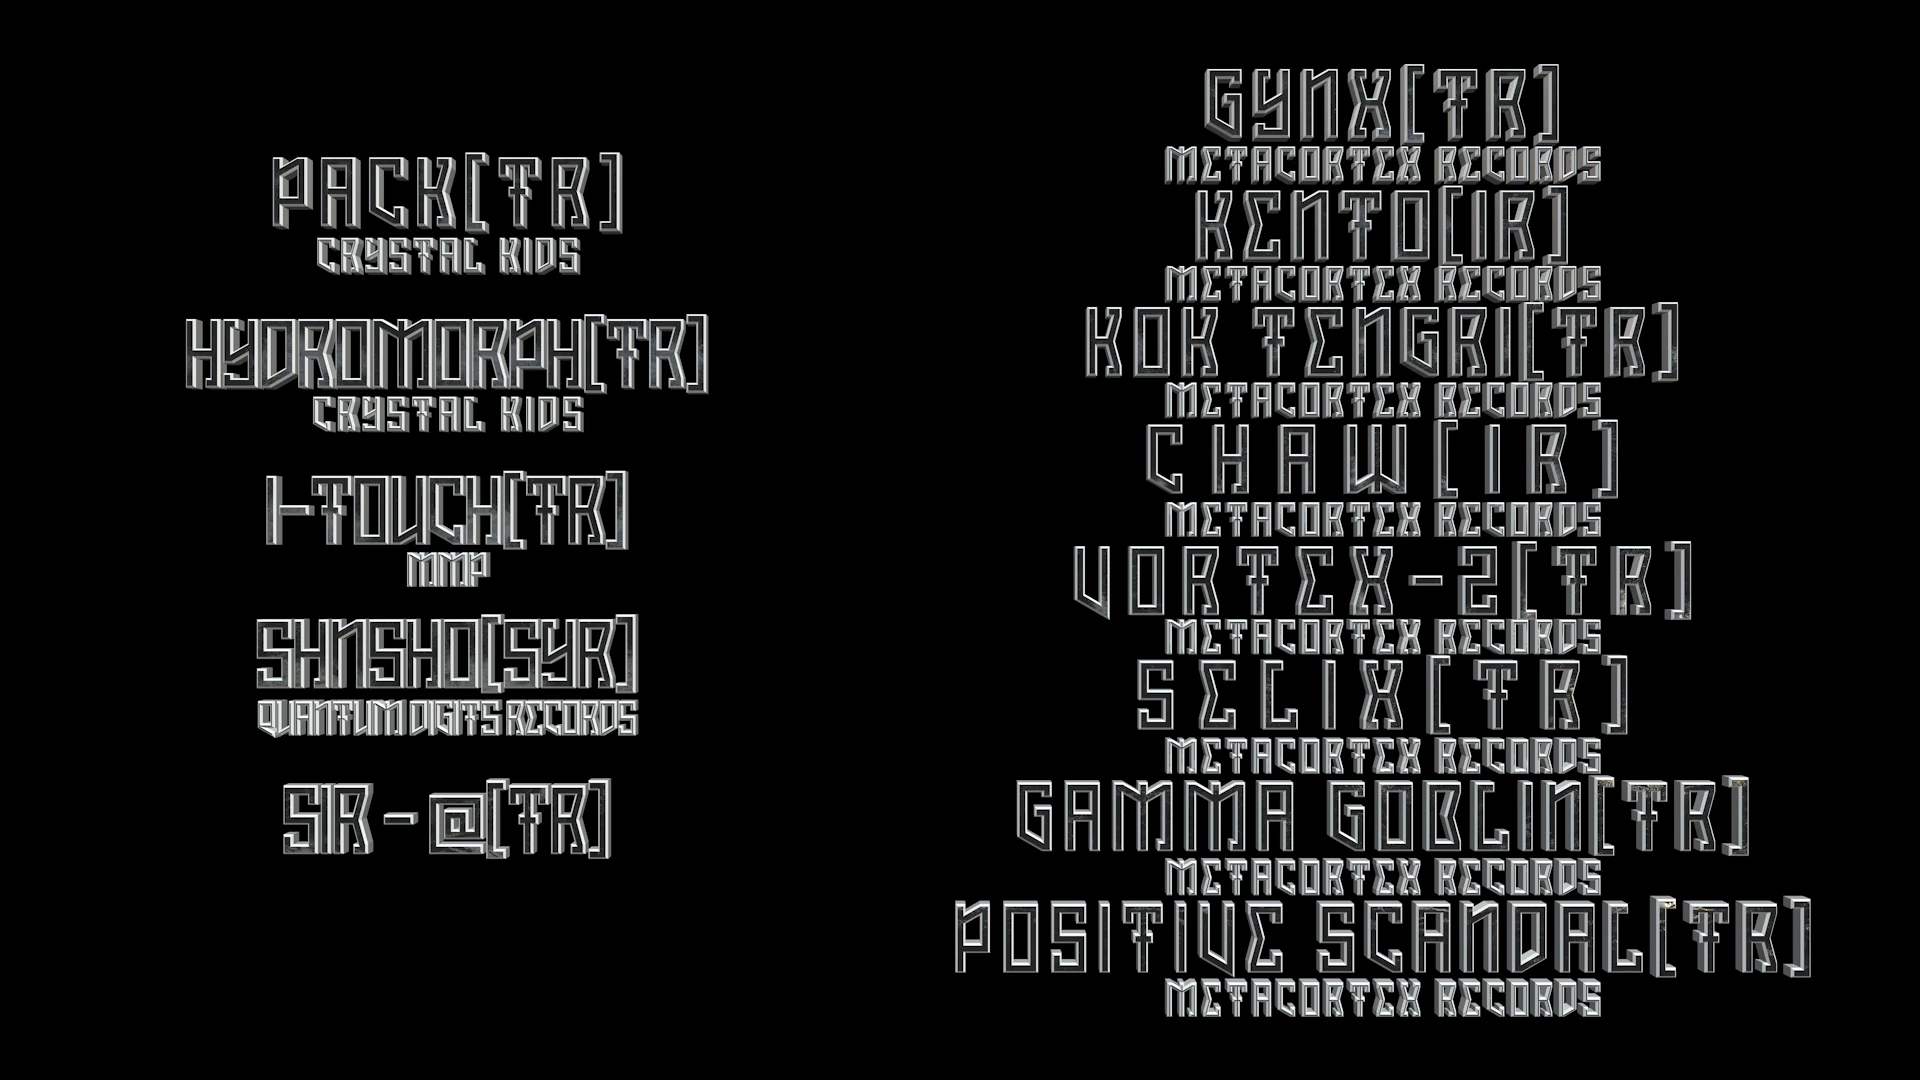 PACK[TR]
CRYSTAL KIDS
HYDROMORPH[TR]
CRYSTAL KIDS
I-TOUCH[TR]
MMP
SHNSHO[SYR]
QUANTUM DIGITS RECORDS
SIR-@[TR]
GYNX[TR]
METACORTEX RECORDS
KENTO[IR]
METACORTEX RECORDS
KOK TENGRI[TR]
METACORTEX RECORDS
CHAW[IR]
METACORTEX RECORDS
VORTEX-2[TR]
METACORTEX RECORDS
SELIX[TR]
METACORTEX RECORDS
GAMMA GOBLIN[TR]
METACORTEX RECORDS
POSITIVE SCANDAL[TR]
METACORTEX RECORDS